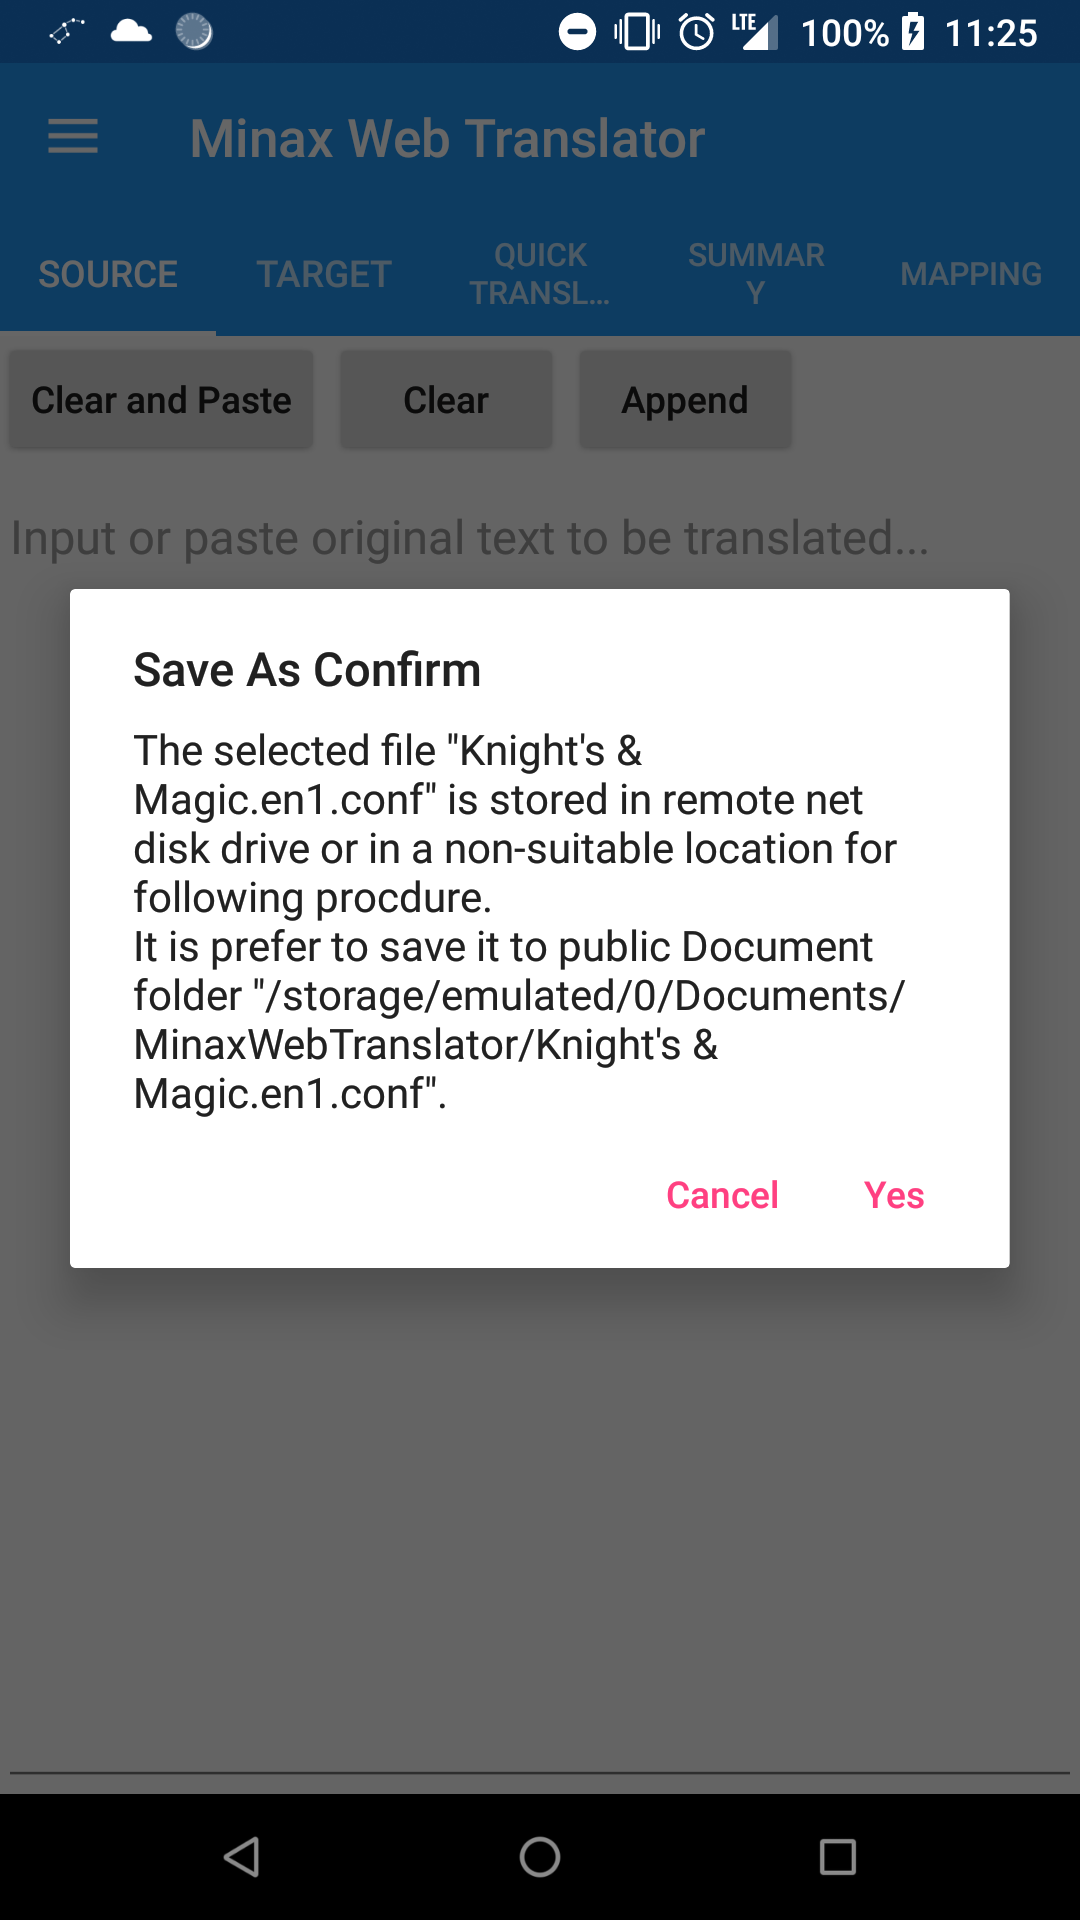 LTE 100% 11:25
Minax Web Translator
SOURCE TARGET QUICK TRANSL... SUMMAR Y MAPPING
Clear and Paste Clear Append
Input or paste original text to be translated...
Save As Confirm
The selected file "Knight's &
Magic.en1.conf" is stored in remote net
disk drive or in a non-suitable location for
following procdure.
It is prefer to save it to public Document
folder "/storage/emulated/0/Documents/
MinaxWebTranslator/Knight's &
Magic.en1.conf".
Cancel Yes